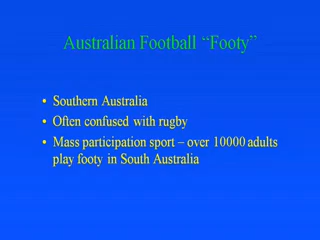 Australian Football “Footy”
• Southern Australia
• Often confused with rugby
• Mass participation sport – over 10000 adults
play footy in South Australia